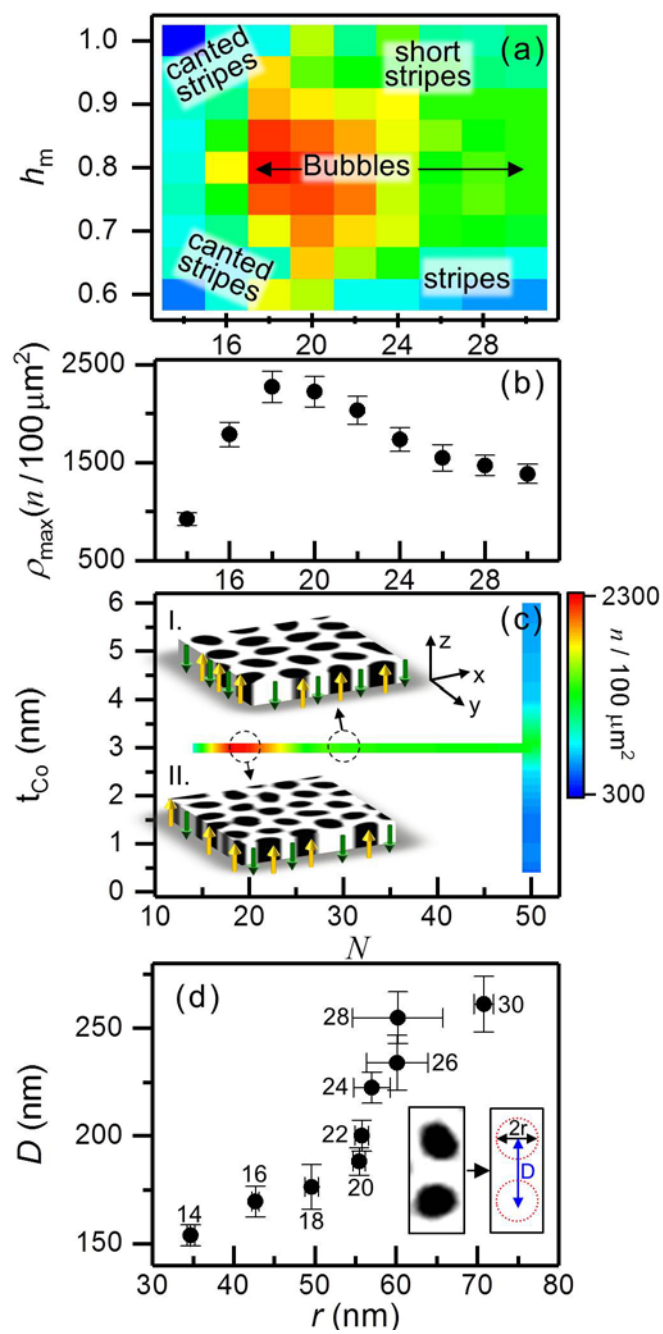 1.0
0.9
0.8
0.7
0.6
hm
canted
stripes
short
stripes
(a)
Bubbles
canted
stripes
stripes
16 20 24 28
2500
1500
500
ρmax(n / 100 μm²)
(b)
16 20 24 28
6
5
4
3
2
1
0
tCo (nm)
(c)
I.
z
x
y
II.
2300
n / 100 μm²
300
10 20 30 40 50
N
(d)
250
200
150
D (nm)
28
30
26
24
22
20
18
16
14
2r
D
30 40 50 60 70 80
r (nm)